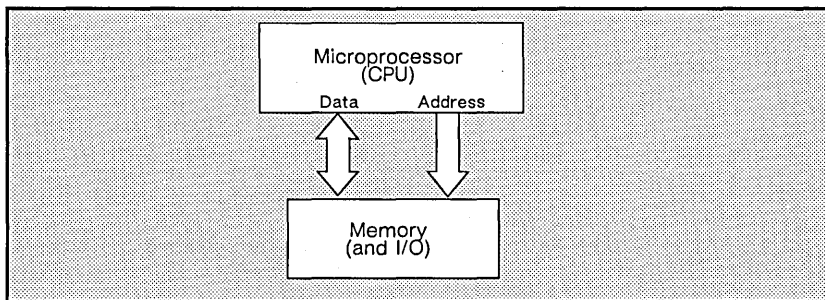 Microprocessor
(CPU)
Data Address
Memory
(and I/O)